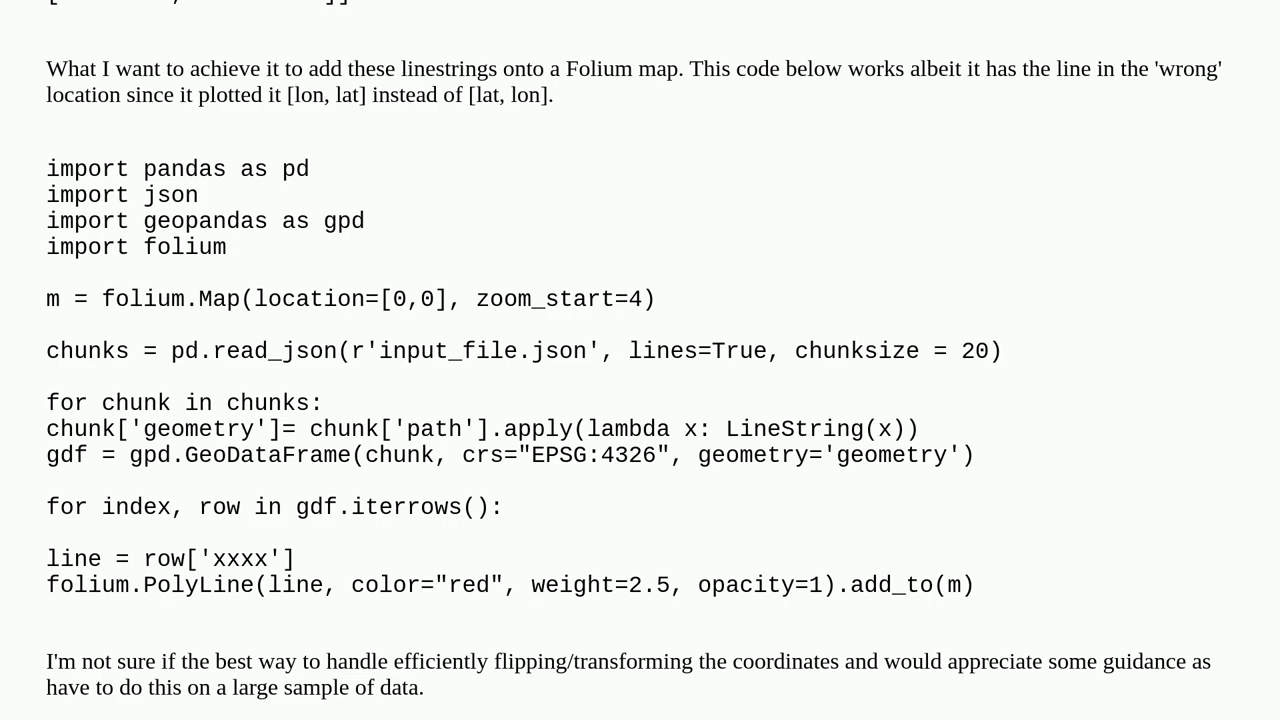 What I want to achieve it to add these linestrings onto a Folium map. This code below works albeit it has the line in the 'wrong'
location since it plotted it [lon, lat] instead of [lat, lon].
import pandas as pd
import json
import geopandas as gpd
import folium
m = folium.Map(location=[0,0], zoom_start=4)
chunks = pd.read_json(r'input_file.json', lines=True, chunksize = 20)
for chunk in chunks:
chunk['geometry']= chunk['path'].apply(lambda x: LineString(x))
gdf = gpd.GeoDataFrame(chunk, crs="EPSG:4326", geometry='geometry')
for index, row in gdf.iterrows():
line = row['xxxx']
folium.PolyLine(line, color="red", weight=2.5, opacity=1).add_to(m)
I'm not sure if the best way to handle efficiently flipping/transforming the coordinates and would appreciate some guidance as
have to do this on a large sample of data.